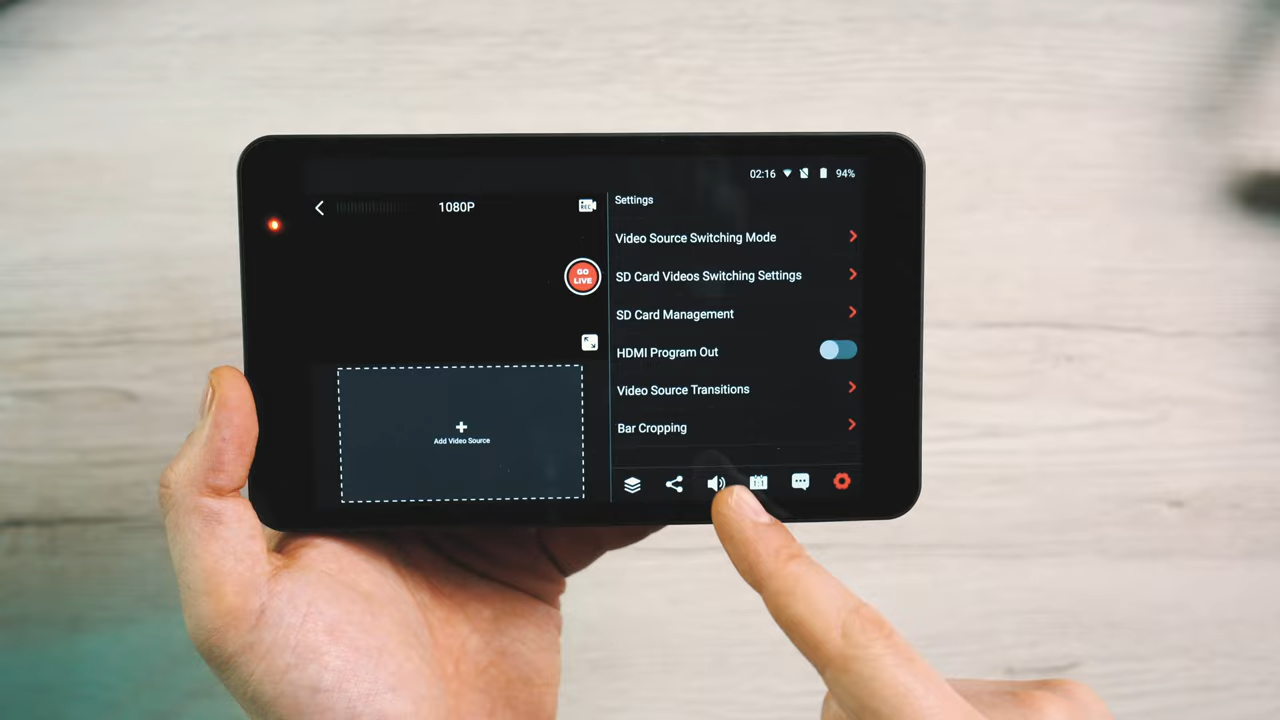 02:16 94%
1080P
REC
GO
LIVE
Add Video Source
Settings
Video Source Switching Mode
SD Card Videos Switching Settings
SD Card Management
HDMI Program Out
Video Source Transitions
Bar Cropping